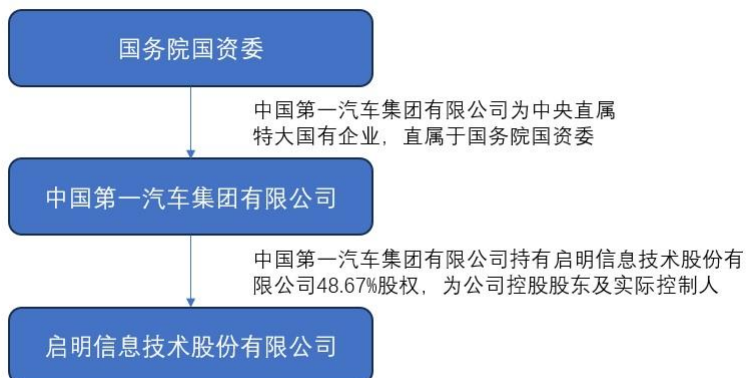 国务院国资委
中国第一汽车集团有限公司为中央直属
特大国有企业，直属于国务院国资委
中国第一汽车集团有限公司
中国第一汽车集团有限公司持有启明信息技术股份有
限公司48.67%股权，为公司控股股东及实际控制人
启明信息技术股份有限公司